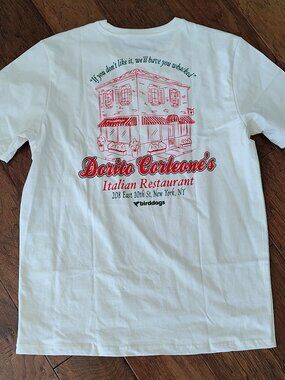 "If you don't like it, we'll have you whacked"
Dorito Corleone's
Italian Restaurant
208 East 30th St, New York, NY
birddogs